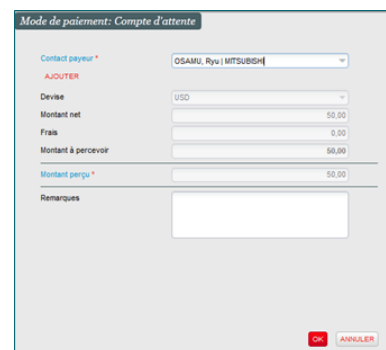 Mode de paiement: Compte d'attente
Contact payeur * OSAMU, Ryu | MITSUBISHI
AJOUTER
Devise USD
Montant net 50,00
Frais 0,00
Montant à percevoir 50,00
Montant perçu * 50,00
Remarques
OK ANNULER